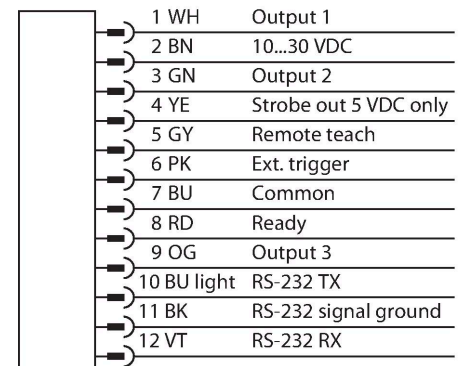 1 WH Output 1
2 BN 10...30 VDC
3 GN Output 2
4 YE Strobe out 5 VDC only
5 GY Remote teach
6 PK Ext. trigger
7 BU Common
8 RD Ready
9 OG Output 3
10 BU light RS-232 TX
11 BK RS-232 signal ground
12 VT RS-232 RX